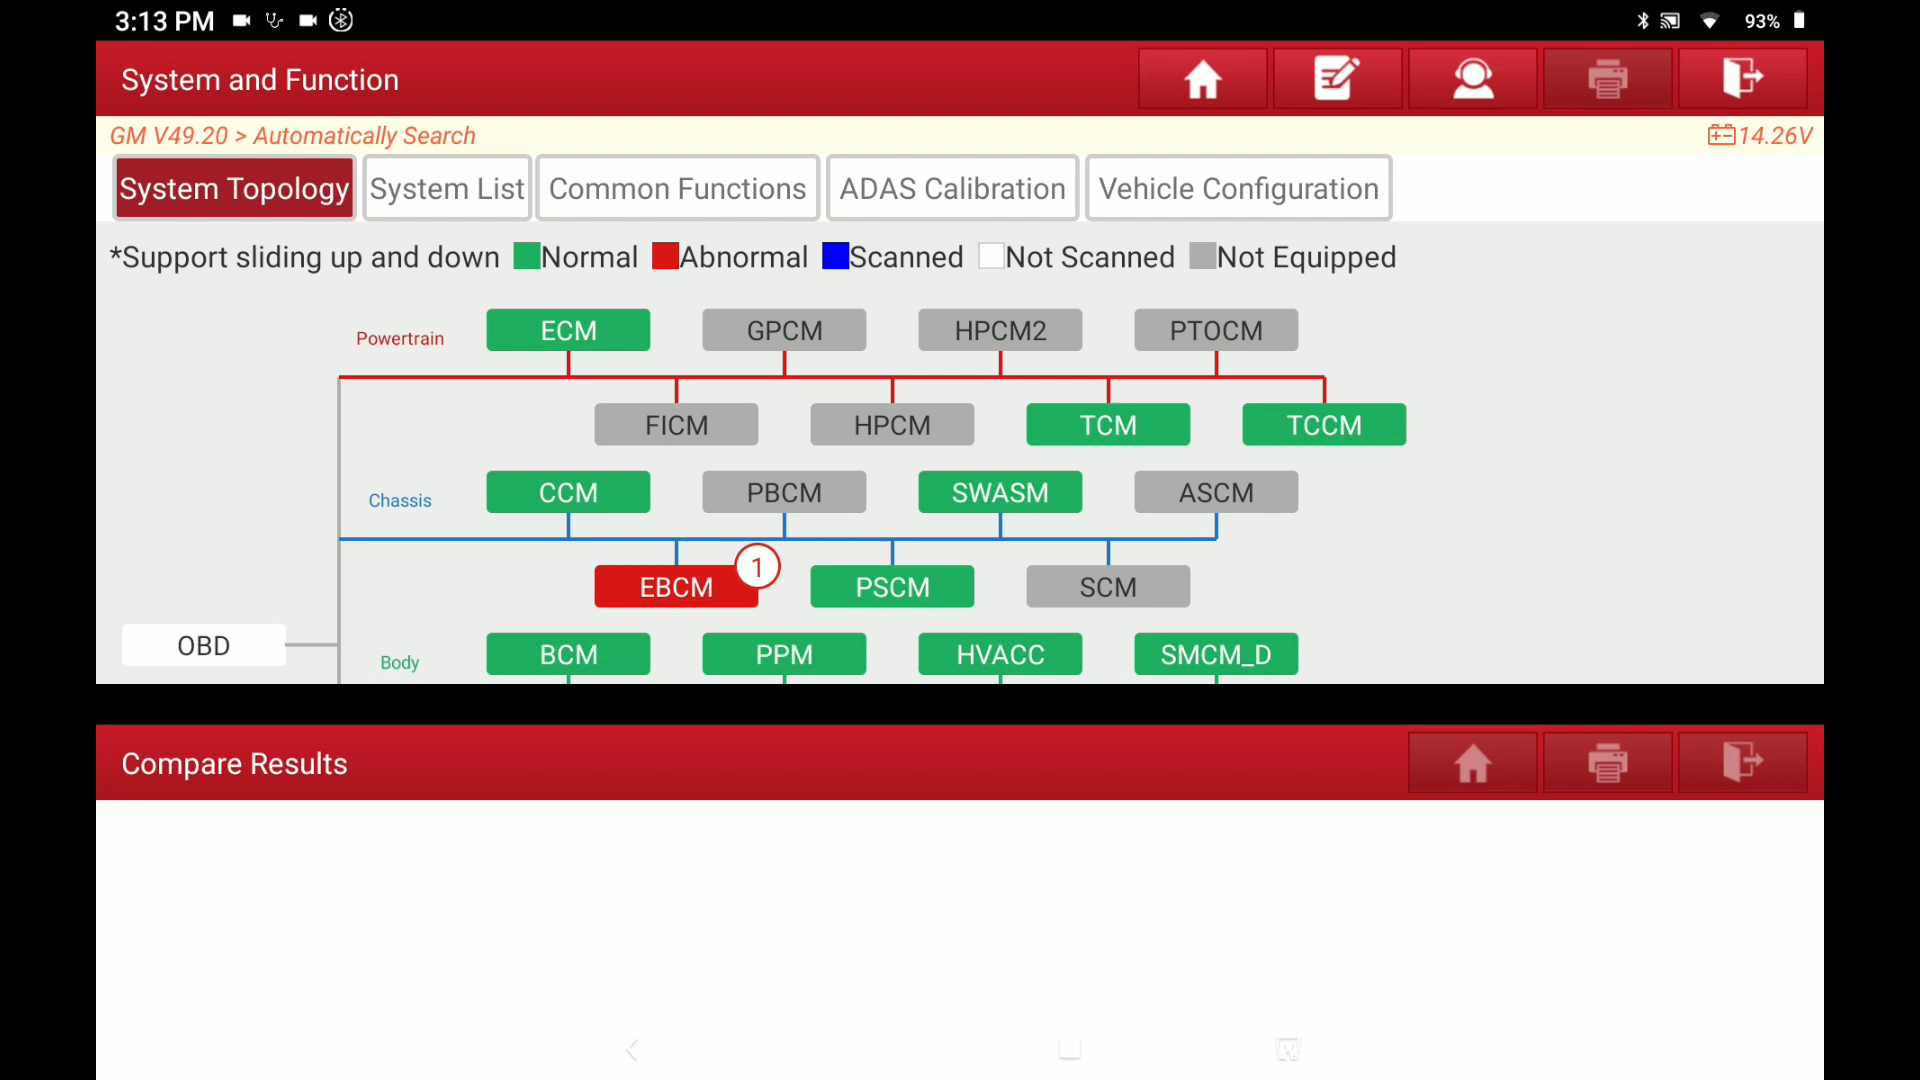 3:13 PM
93%
System and Function
GM V49.20 > Automatically Search
14.26V
System Topology
System List
Common Functions
ADAS Calibration
Vehicle Configuration
*Support sliding up and down
Normal
Abnormal
Scanned
Not Scanned
Not Equipped
Powertrain
ECM
GPCM
HPCM2
PTOCM
FICM
HPCM
TCM
TCCM
Chassis
CCM
PBCM
SWASM
ASCM
1
EBCM
PSCM
SCM
OBD
Body
BCM
PPM
HVACC
SMCM_D
Compare Results